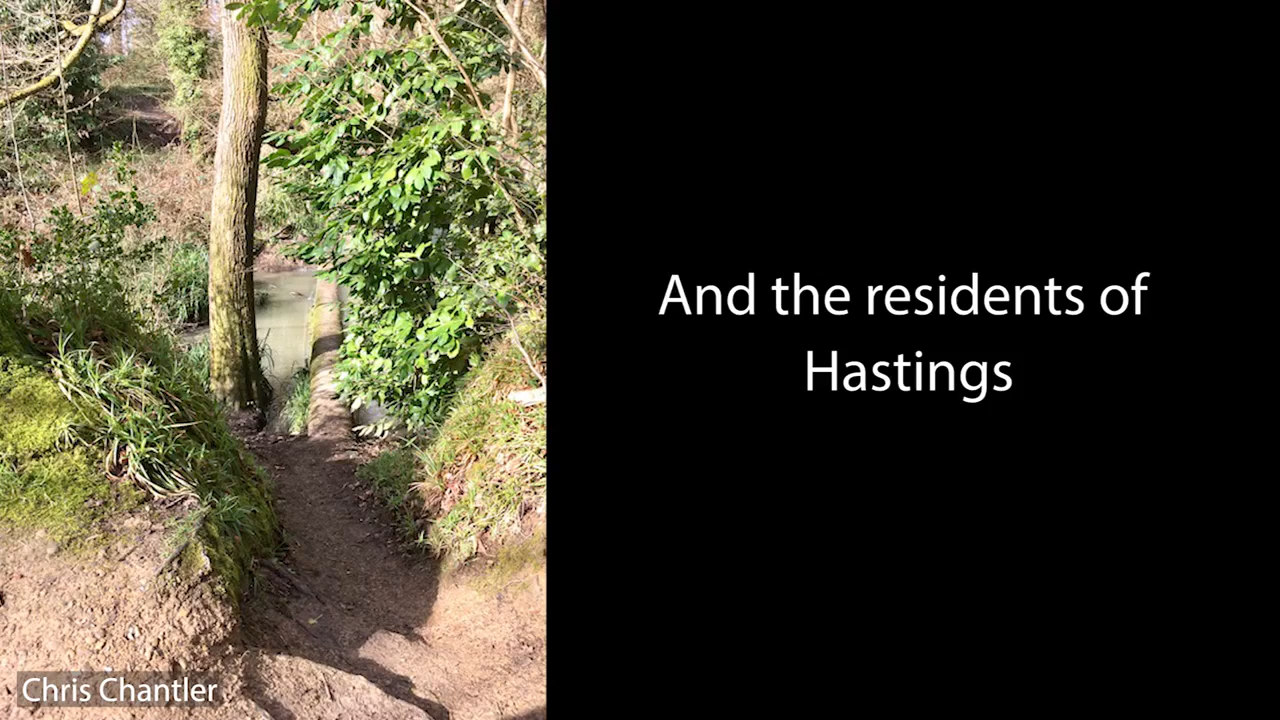 And the residents of
Hastings
Chris Chantler